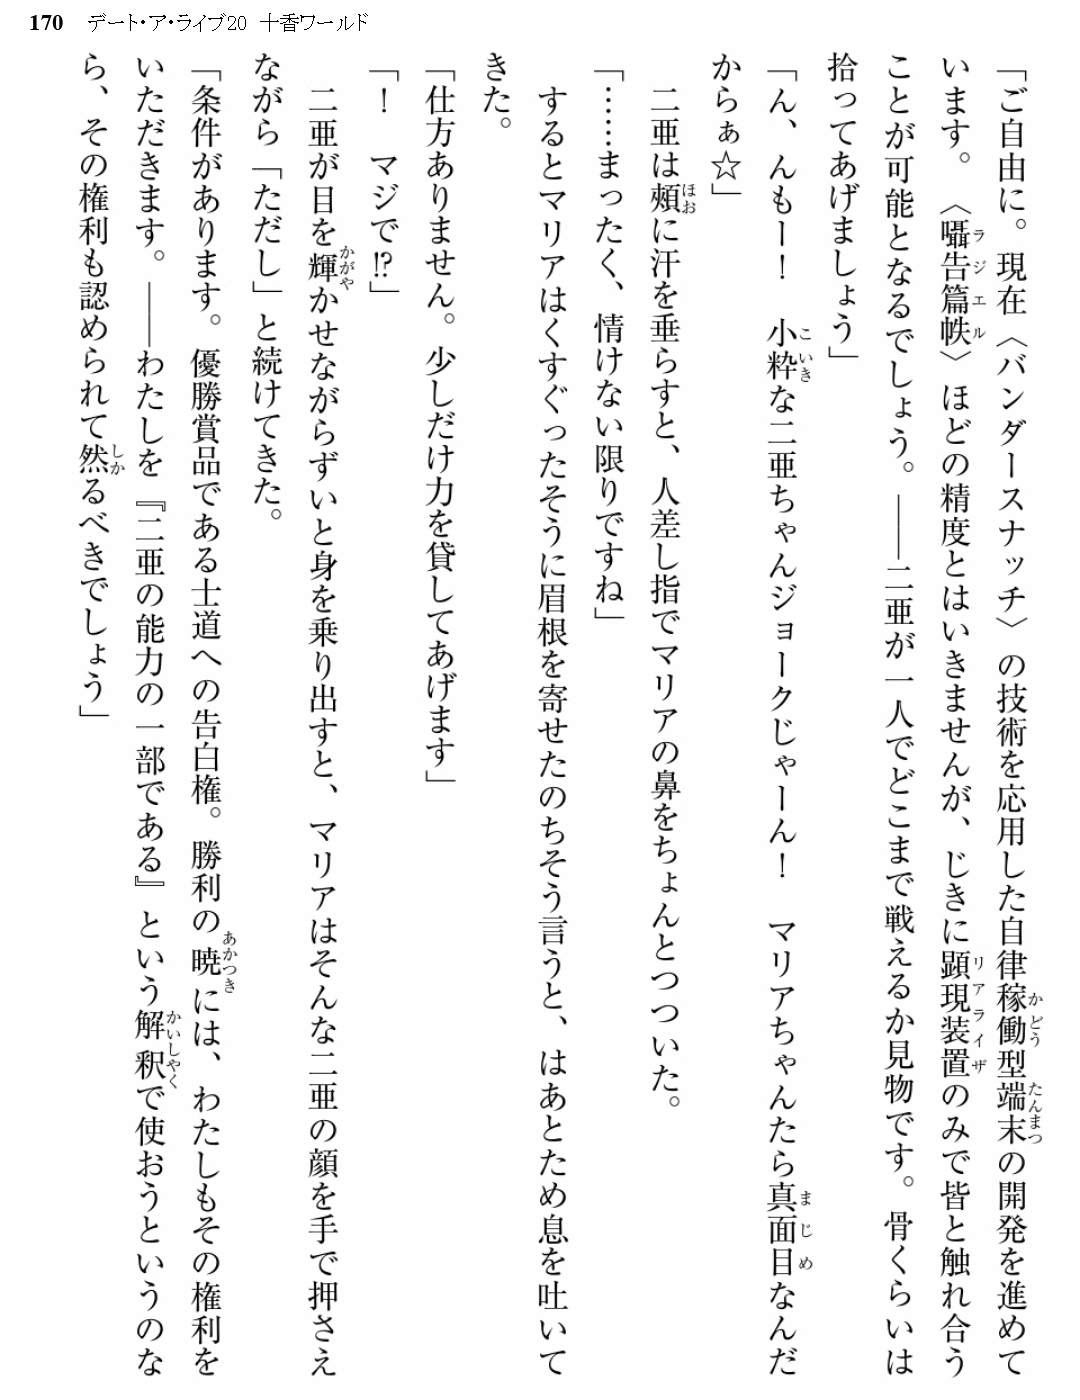 170 デート・ア・ライブ20 十香ワールド
「ご自由に。現在〈バンダースナッチ〉の技術を応用した自律稼働型端末の開発を進めて
います。〈囁告篇帙〉ほどの精度とはいきませんが、じきに顕現装置のみで皆と触れ合う
ことが可能となるでしょう。――二亜が一人でどこまで戦えるか見物です。骨くらいは
拾ってあげましょう」
「ん、んもー！　小粋な二亜ちゃんジョークじゃーん！　マリアちゃんたら真面目なんだ
からぁ☆」
　二亜は頰に汗を垂らすと、人差し指でマリアの鼻をちょんとつついた。
「……まったく、情けない限りですね」
　するとマリアはくすぐったそうに眉根を寄せたのちそう言うと、はあとため息を吐いて
きた。
「仕方ありません。少しだけ力を貸してあげます」
「！　マジで!?」
　二亜が目を輝かせながらずいと身を乗り出すと、マリアはそんな二亜の顔を手で押さえ
ながら「ただし」と続けてきた。
「条件があります。優勝賞品である士道への告白権。勝利の暁には、わたしもその権利を
いただきます。――わたしを『二亜の能力の一部である』という解釈で使おうというのな
ら、その権利も認められて然るべきでしょう」